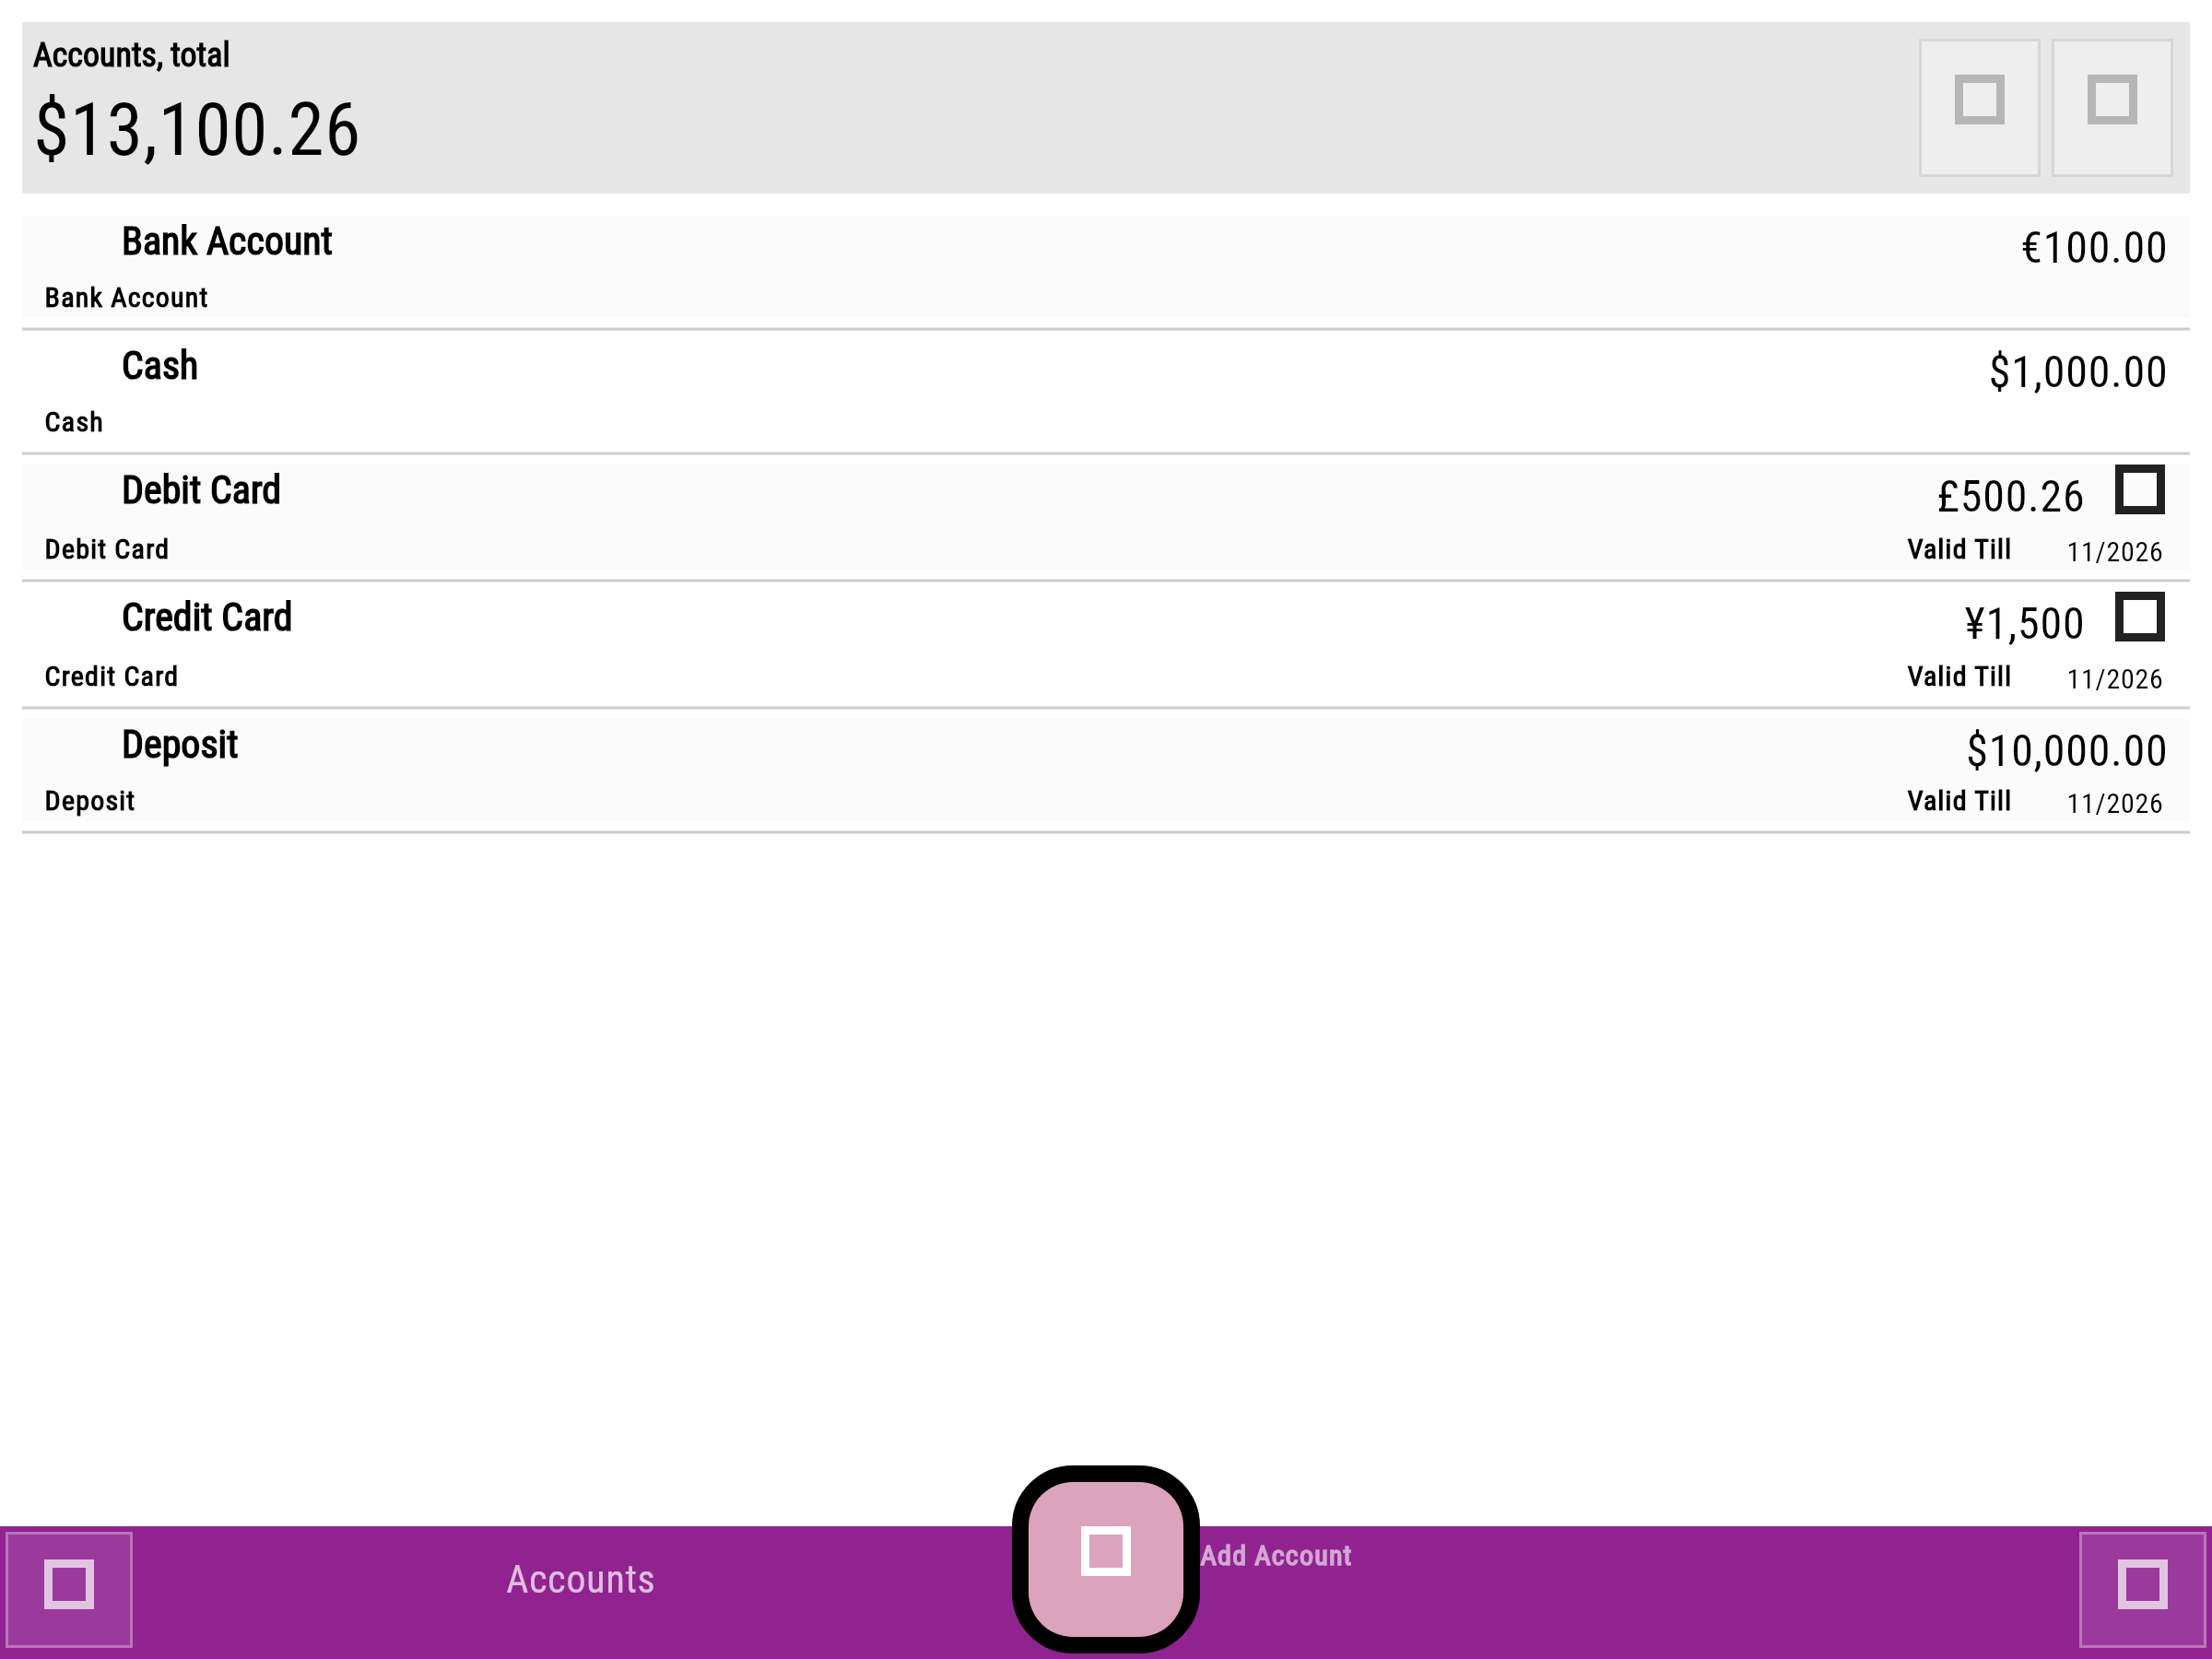 Accounts, total
$13,100.26
Bank Account
€100.00
Bank Account
Cash
$1,000.00
Cash
Debit Card
£500.26
Debit Card
Valid Till 11/2026
Credit Card
¥1,500
Credit Card
Valid Till 11/2026
Deposit
$10,000.00
Deposit
Valid Till 11/2026
Accounts
Add Account